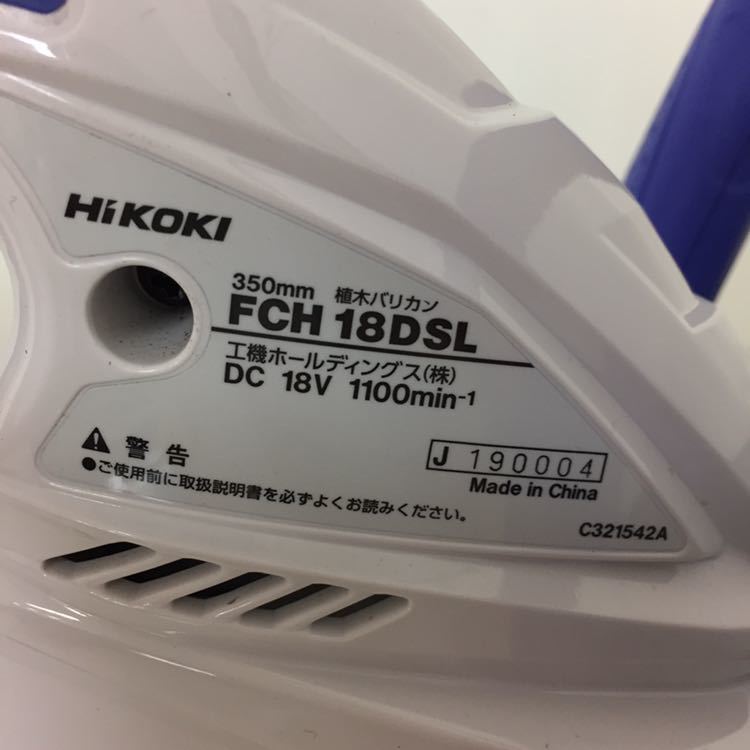 HiKOKI
350mm 植木バリカン
FCH 18DSL
工機ホールディングス(株)
DC 18V 1100min-1
警告
●ご使用前に取扱説明書を必ずよくお読みください。
J 190004
Made in China
C321542A